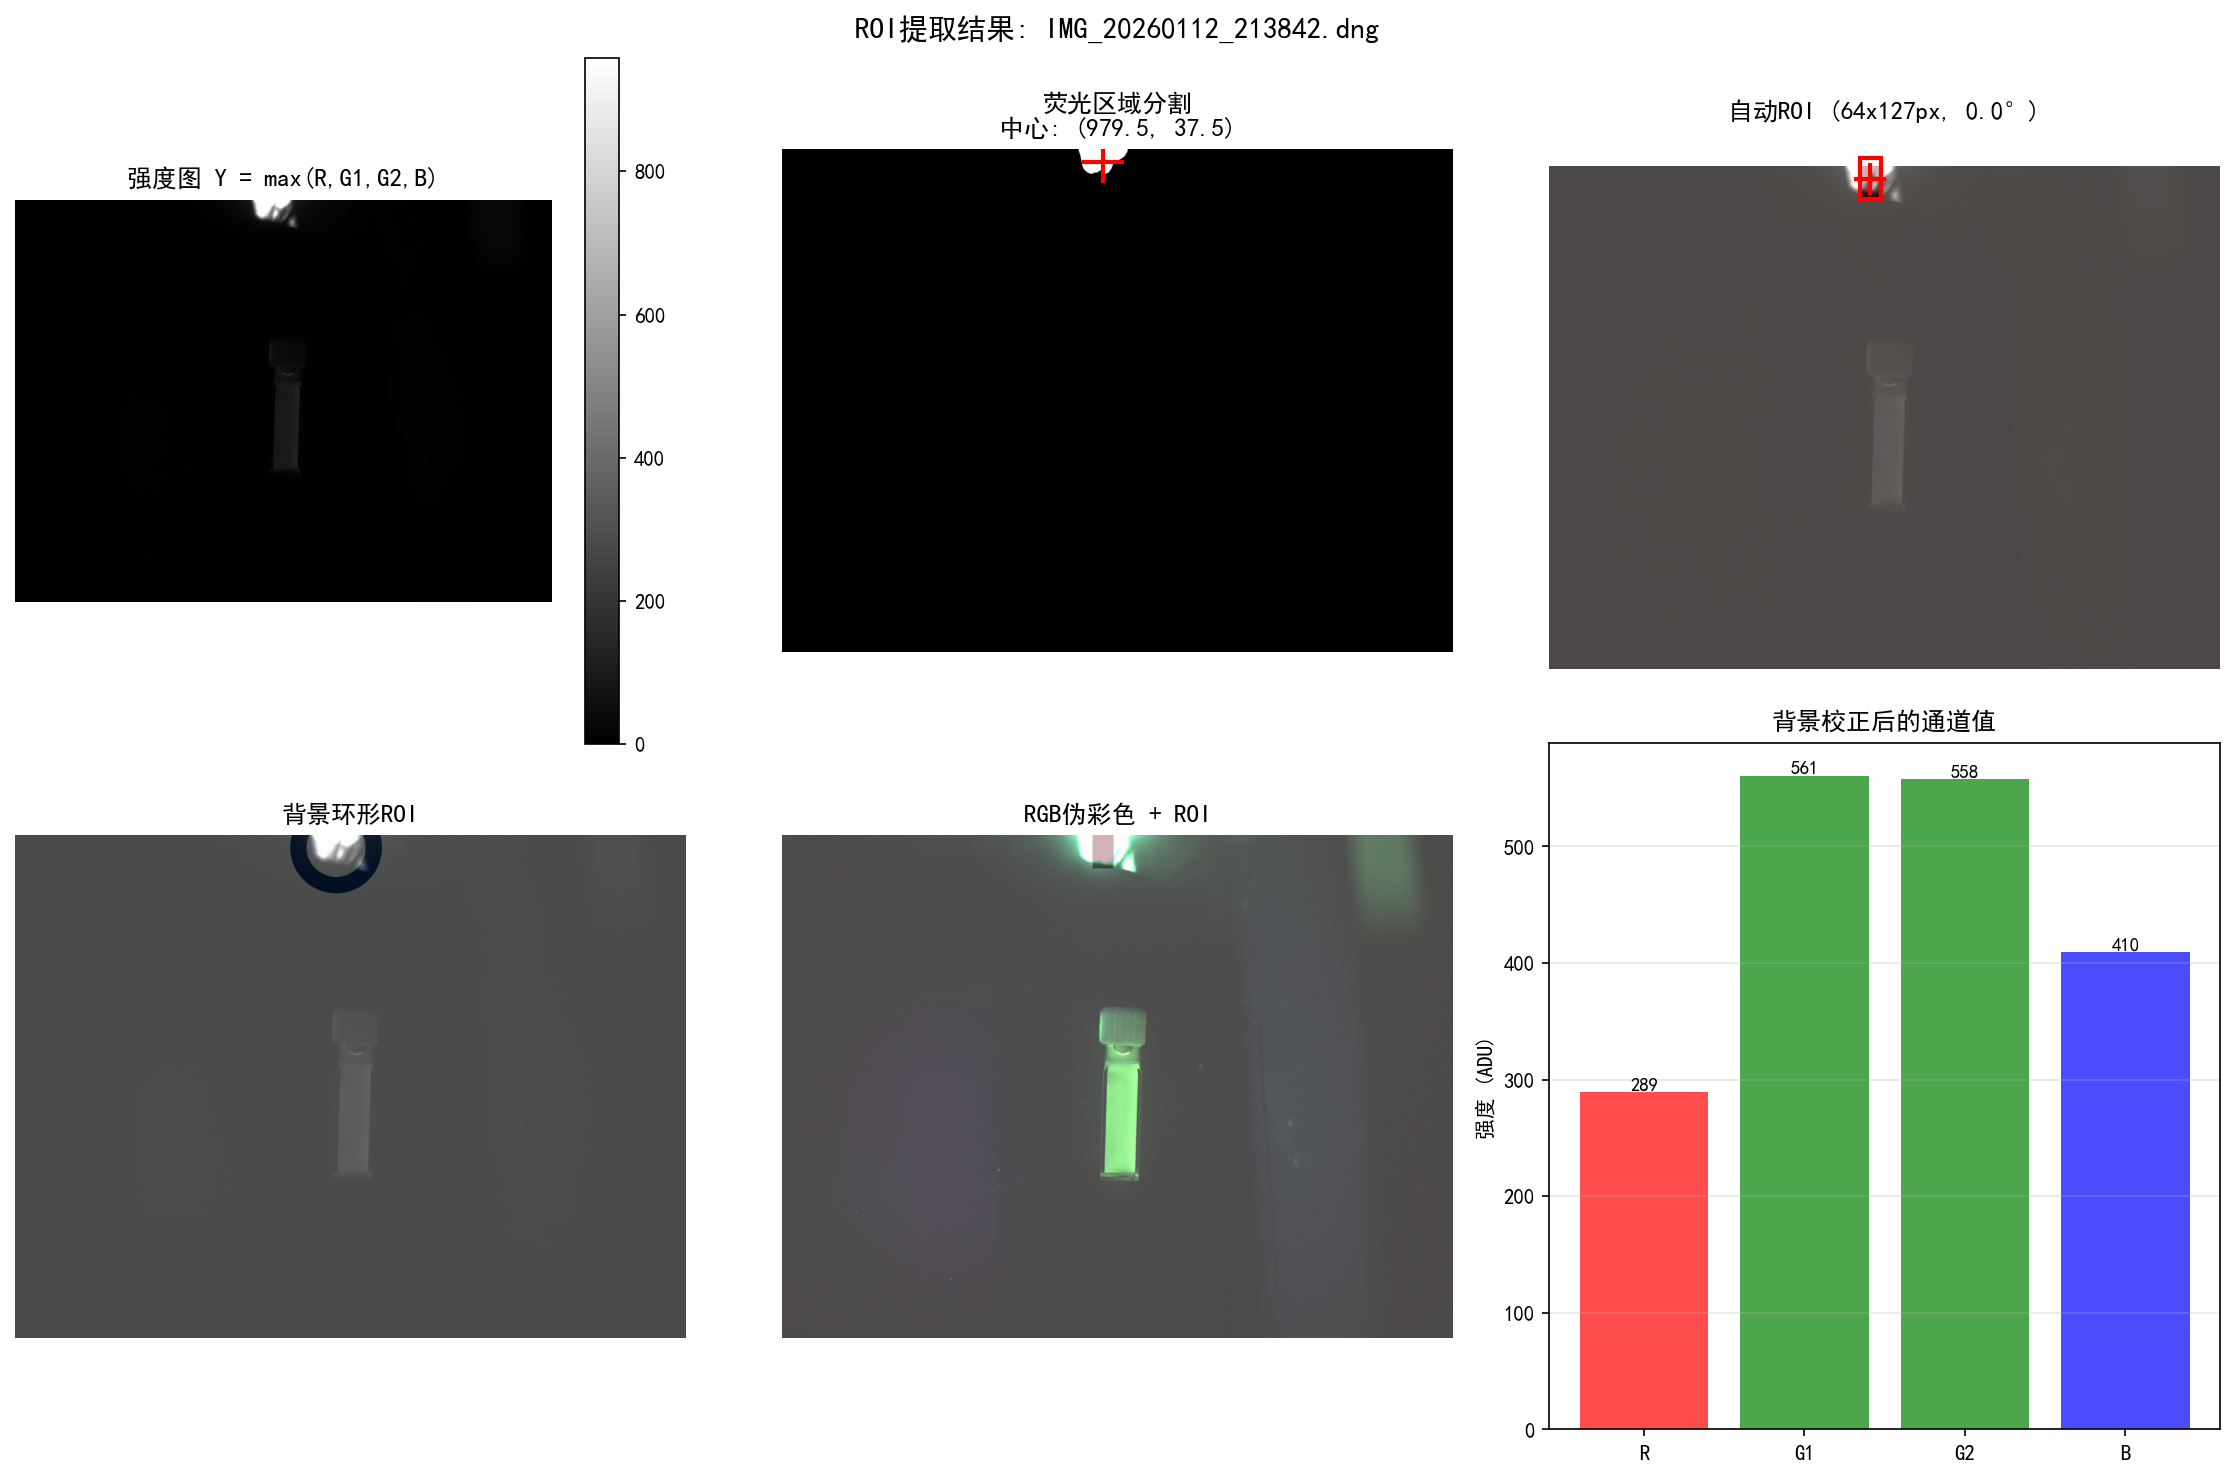 ROI提取结果: IMG_20260112_213842.dng
强度图 Y = max(R,G1,G2,B)
800
600
400
200
0
荧光区域分割
中心: (979.5, 37.5)
自动ROI (64x127px, 0.0°)
背景环形ROI
RGB伪彩色 + ROI
背景校正后的通道值
强度 (ADU)
500
400
300
200
100
0
289
561
558
410
R
G1
G2
B